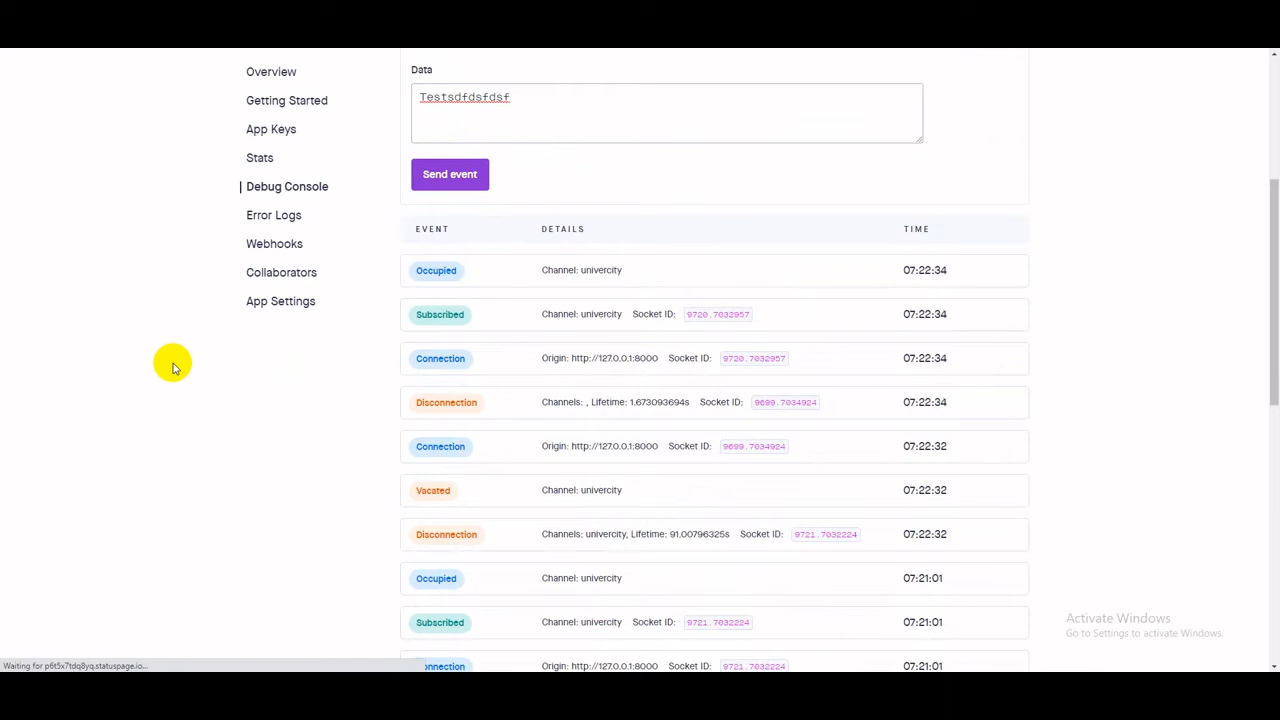 Overview
Getting Started
App Keys
Stats
Debug Console
Error Logs
Webhooks
Collaborators
App Settings
Data
Testsdfdsfdsf
Send event
EVENT DETAILS TIME
Occupied Channel: univercity 07:22:34
Subscribed Channel: univercity Socket ID: 9720.7032957 07:22:34
Connection Origin: http://127.0.0.1:8000 Socket ID: 9720.7032957 07:22:34
Disconnection Channels: , Lifetime: 1.673093694s Socket ID: 9699.7034924 07:22:34
Connection Origin: http://127.0.0.1:8000 Socket ID: 9699.7034924 07:22:32
Vacated Channel: univercity 07:22:32
Disconnection Channels: univercity, Lifetime: 91.00796325s Socket ID: 9721.7032224 07:22:32
Occupied Channel: univercity 07:21:01
Subscribed Channel: univercity Socket ID: 9721.7032224 07:21:01
onnection Origin: http://127.0.0.1:8000 Socket ID: 9721.7032224 07:21:01
Activate Windows
Go to Settings to activate Windows.
Waiting for p6t5x7tdq8yq.statuspage.io...